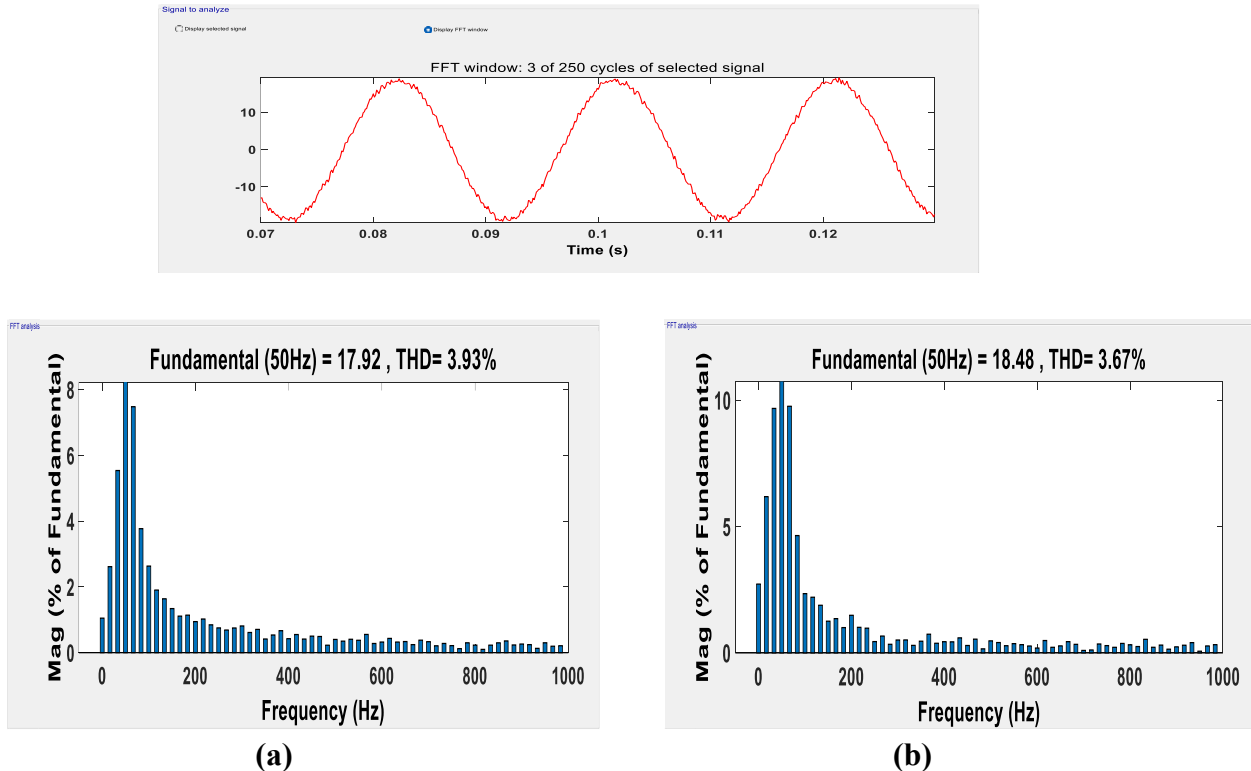 Signal to analyze
Display selected signal Display FFT window
FFT window: 3 of 250 cycles of selected signal
10
0
-10
0.07 0.08 0.09 0.1 0.11 0.12
Time (s)
FFT analysis
Fundamental (50Hz) = 17.92 , THD= 3.93%
Mag (% of Fundamental)
8
6
4
2
0
0 200 400 600 800 1000
Frequency (Hz)
(a)
FFT analysis
Fundamental (50Hz) = 18.48 , THD= 3.67%
Mag (% of Fundamental)
10
5
0
0 200 400 600 800 1000
Frequency (Hz)
(b)